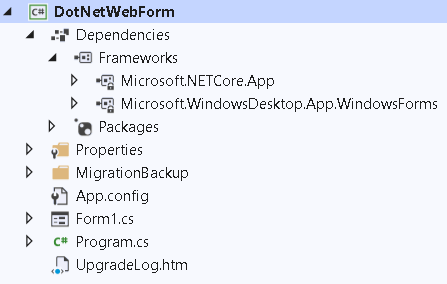 C# DotNetWebForm
Dependencies
Frameworks
Microsoft.NETCore.App
Microsoft.WindowsDesktop.App.WindowsForms
Packages
Properties
MigrationBackup
App.config
Form1.cs
C# Program.cs
UpgradeLog.htm